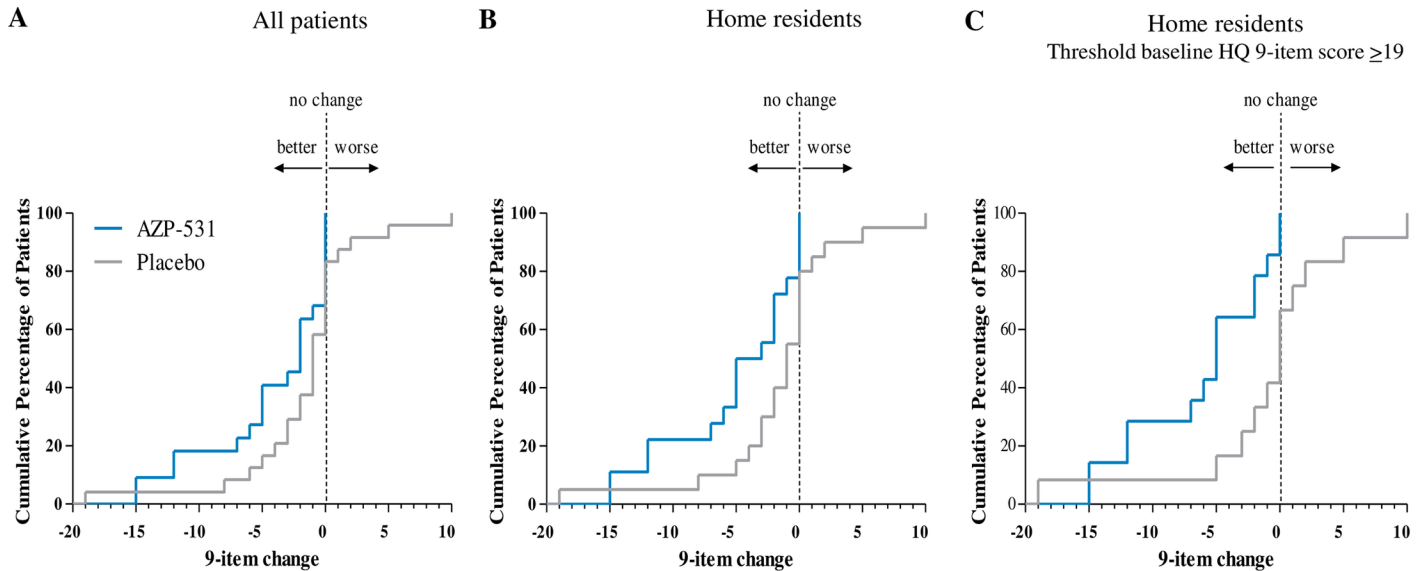 A
All patients
no change
better worse
AZP-531
Placebo
Cumulative Percentage of Patients
100
80
60
40
20
0
-20 -15 -10 -5 0 5 10
9-item change
B
Home residents
no change
better worse
Cumulative Percentage of Patients
100
80
60
40
20
0
-20 -15 -10 -5 0 5 10
9-item change
C
Home residents
Threshold baseline HQ 9-item score ≥19
no change
better worse
Cumulative Percentage of Patients
100
80
60
40
20
0
-20 -15 -10 -5 0 5 10
9-item change